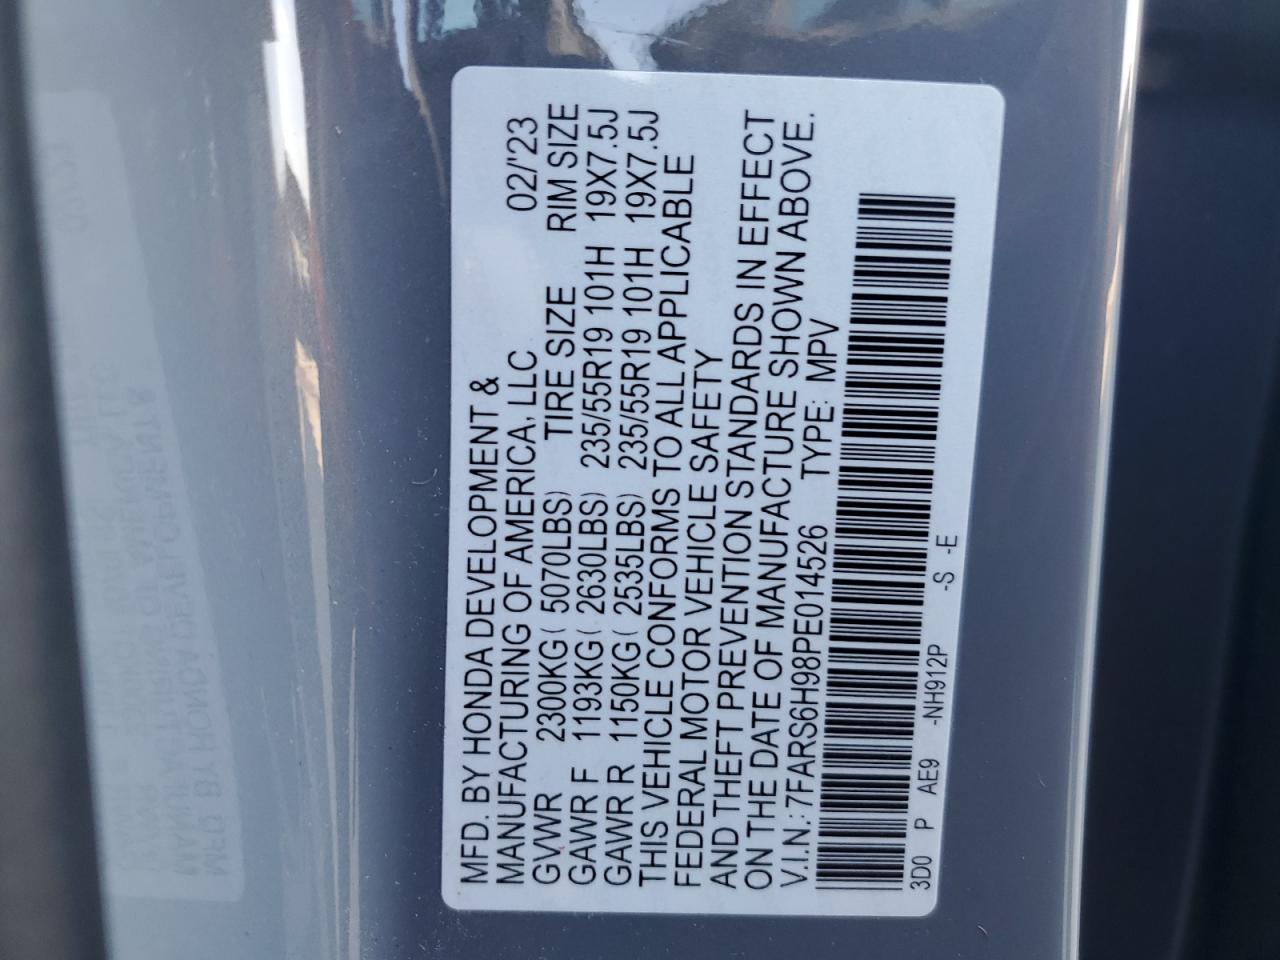 MFD. BY HONDA DEVELOPMENT &
MANUFACTURING OF AMERICA, LLC 02/'23
GVWR 2300KG( 5070LBS) TIRE SIZE RIM SIZE
GAWR F 1193KG( 2630LBS) 235/55R19 101H 19X7.5J
GAWR R 1150KG( 2535LBS) 235/55R19 101H 19X7.5J
THIS VEHICLE CONFORMS TO ALL APPLICABLE
FEDERAL MOTOR VEHICLE SAFETY
AND THEFT PREVENTION STANDARDS IN EFFECT
ON THE DATE OF MANUFACTURE SHOWN ABOVE.
V.I.N.:7FARS6H98PE014526 TYPE: MPV
3D0 P AE9 -NH912P -S -E